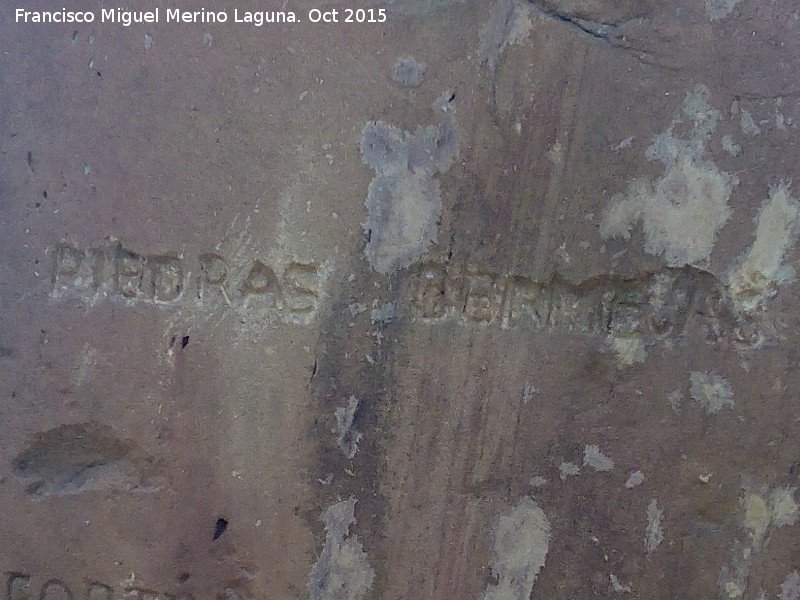 Francisco Miguel Merino Laguna. Oct 2015
PIEDRAS BERMEJAS